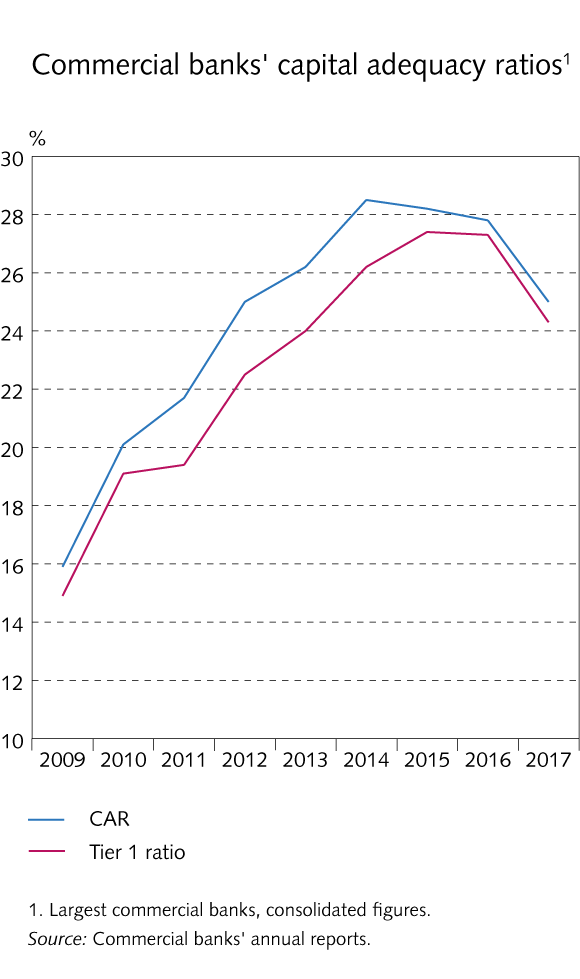 Commercial banks' capital adequacy ratios¹
%
30
28
26
24
22
20
18
16
14
12
10
2009 2010 2011 2012 2013 2014 2015 2016 2017
CAR
Tier 1 ratio
1. Largest commercial banks, consolidated figures.
Source: Commercial banks' annual reports.